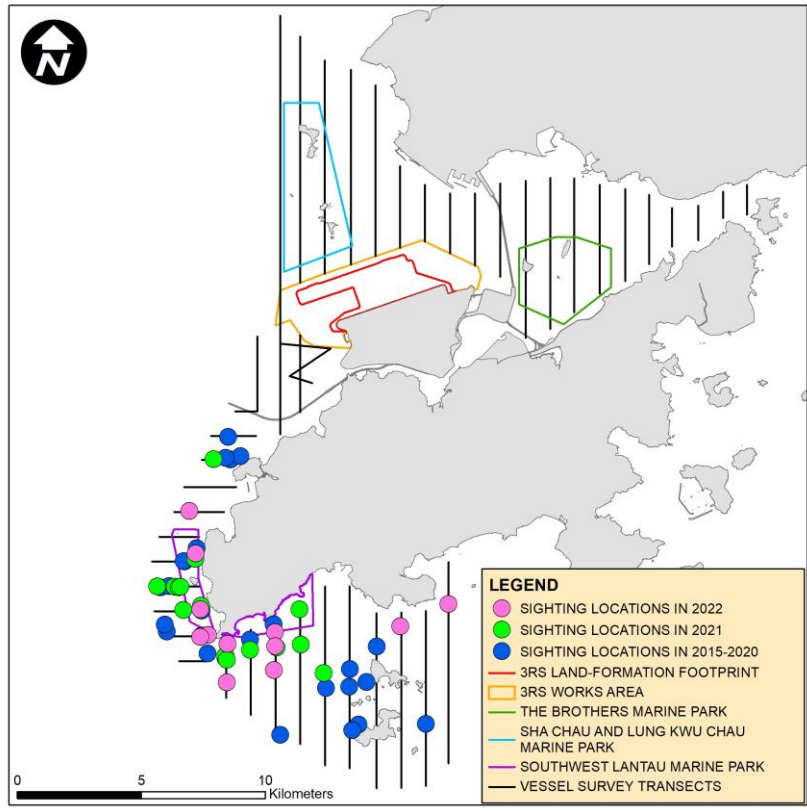 N
LEGEND
SIGHTING LOCATIONS IN 2022
SIGHTING LOCATIONS IN 2021
SIGHTING LOCATIONS IN 2015-2020
3RS LAND-FORMATION FOOTPRINT
3RS WORKS AREA
THE BROTHERS MARINE PARK
SHA CHAU AND LUNG KWU CHAU
MARINE PARK
SOUTHWEST LANTAU MARINE PARK
VESSEL SURVEY TRANSECTS
0 5 10
Kilometers